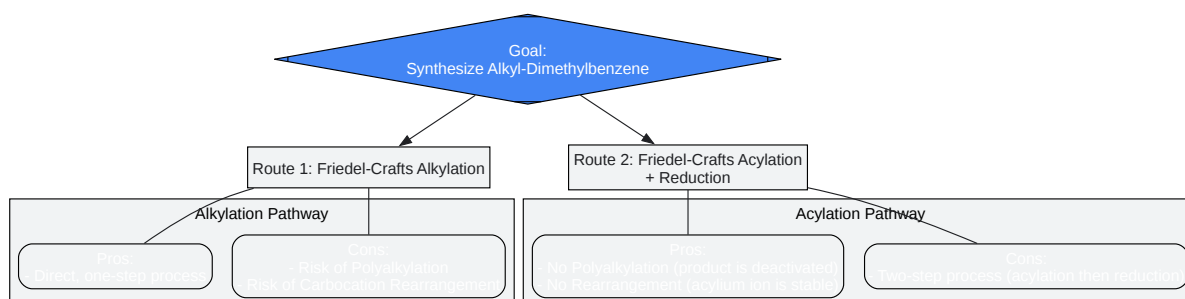 Goal:
Synthesize Alkyl-Dimethylbenzene
Route 1: Friedel-Crafts Alkylation
Route 2: Friedel-Crafts Acylation
+ Reduction
Alkylation Pathway
Pros:
- Direct, one-step process
Cons:
- Risk of Polyalkylation
- Risk of Carbocation Rearrangement
Acylation Pathway
Pros:
- No Polyalkylation (product is deactivated)
- No Rearrangement (acylium ion is stable)
Cons:
- Two-step process (acylation then reduction)